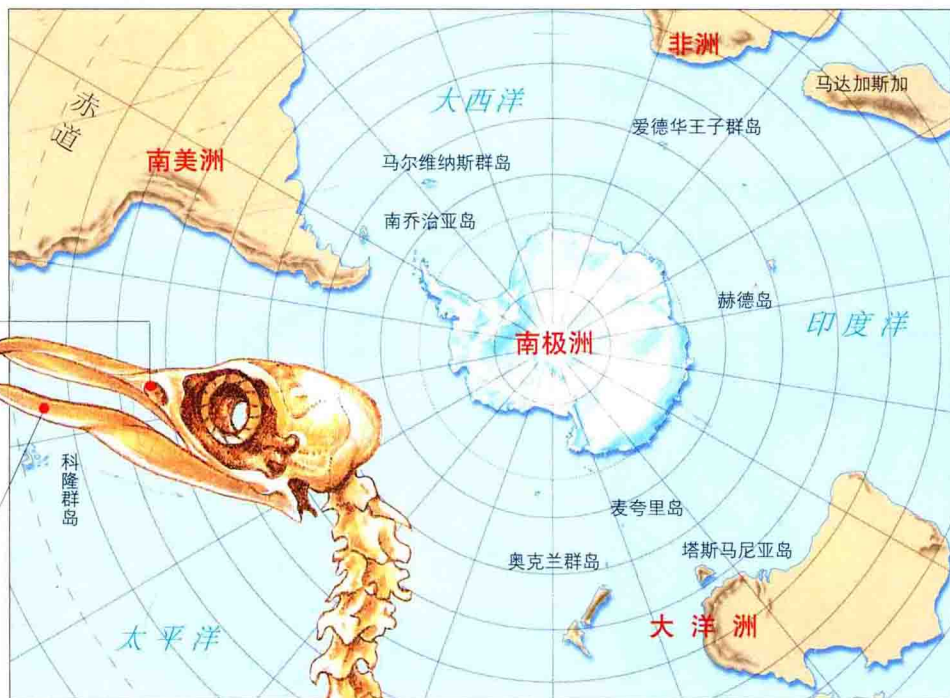 非洲
马达加斯加
大西洋
赤道
爱德华王子群岛
南美洲
马尔维纳斯群岛
南乔治亚岛
赫德岛
印度洋
南极洲
科隆群岛
麦夸里岛
塔斯马尼亚岛
奥克兰群岛
大洋洲
太平洋